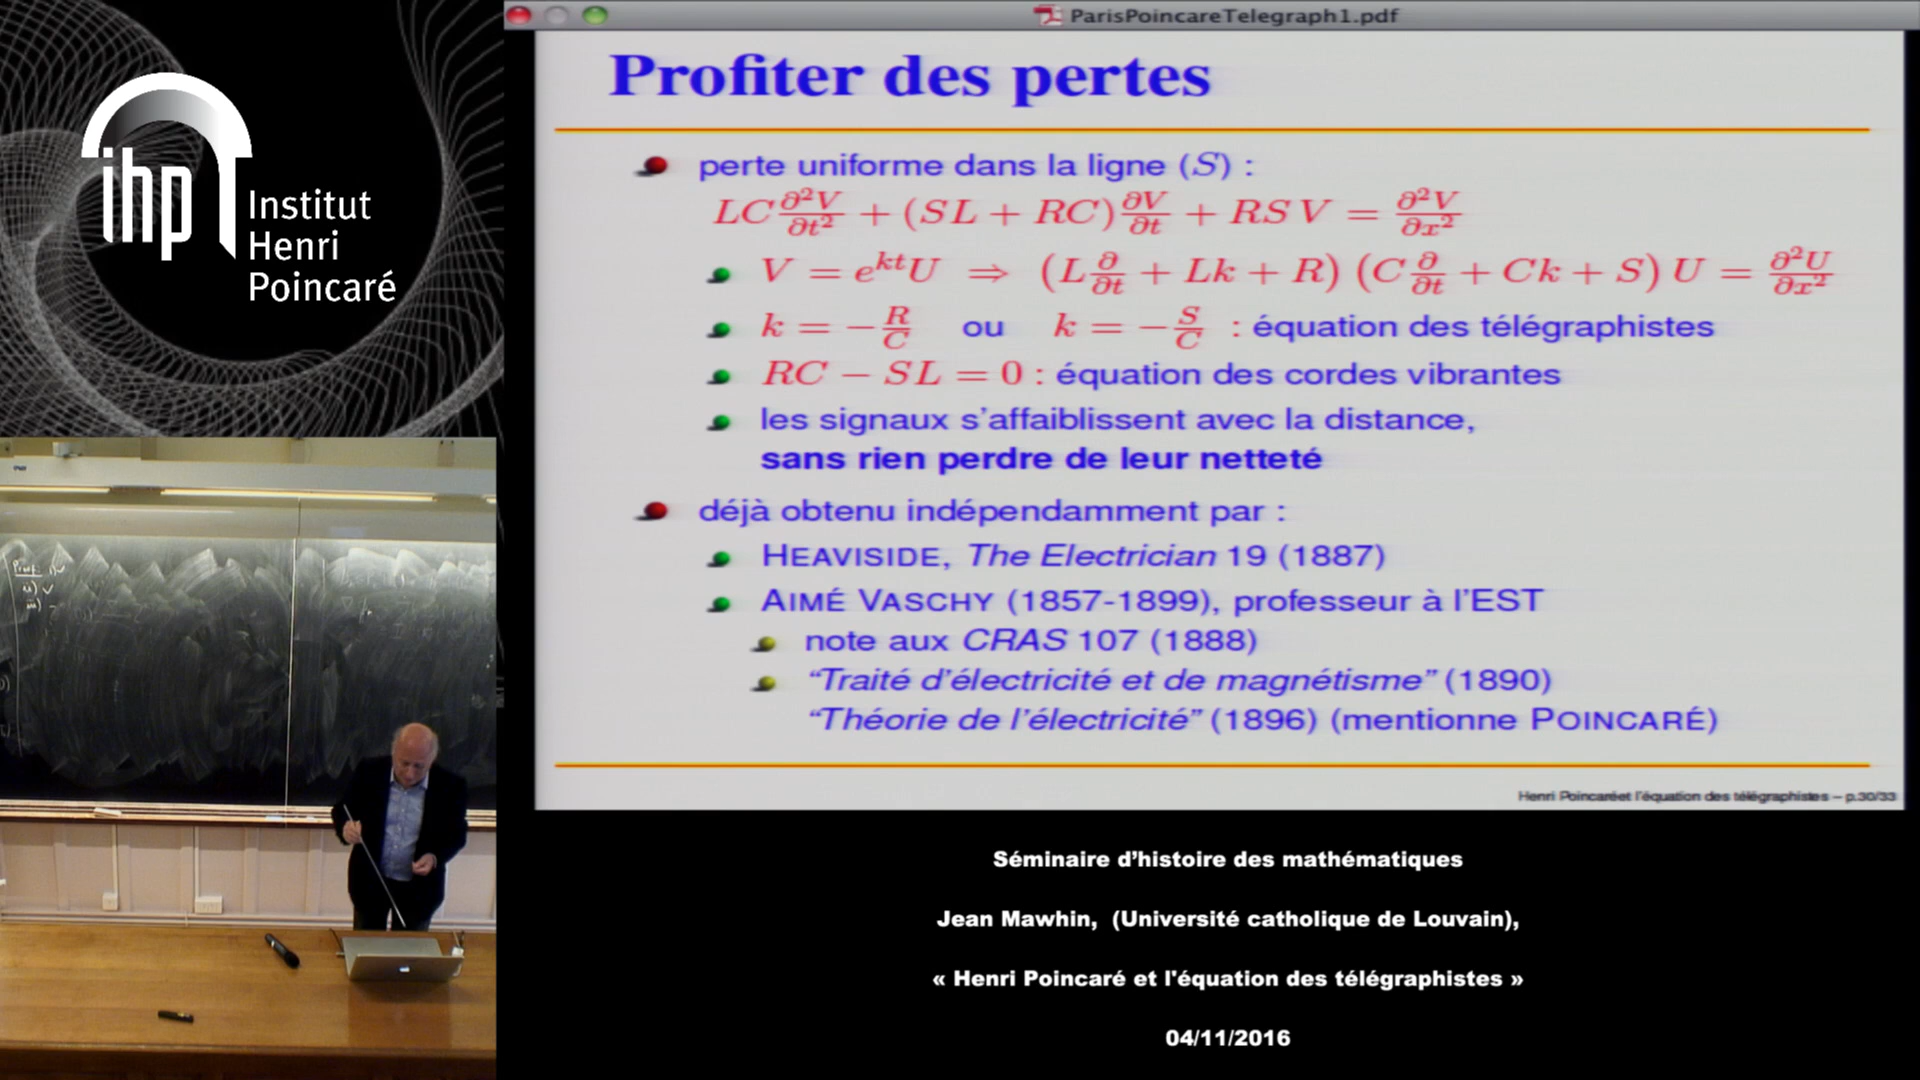 ihp
Institut
Henri
Poincaré
ParisPoincareTelegraph1.pdf
Profiter des pertes
perte uniforme dans la ligne (S) :
LC ∂²V/∂t² + (SL + RC) ∂V/∂t + RS V = ∂²V/∂x²
V = e^{kt}U ⇒ (L ∂/∂t + Lk + R) (C ∂/∂t + Ck + S) U = ∂²U/∂x²
k = −R/C ou k = −S/C : équation des télégraphistes
RC − SL = 0 : équation des cordes vibrantes
les signaux s'affaiblissent avec la distance,
sans rien perdre de leur netteté
déjà obtenu indépendamment par :
HEAVISIDE, The Electrician 19 (1887)
AIMÉ VASCHY (1857-1899), professeur à l'EST
note aux CRAS 107 (1888)
“Traité d'électricité et de magnétisme” (1890)
“Théorie de l'électricité” (1896) (mentionne POINCARÉ)
Henri Poincaréet l'équation des télégraphistes – p.30/33
Séminaire d'histoire des mathématiques
Jean Mawhin, (Université catholique de Louvain),
« Henri Poincaré et l'équation des télégraphistes »
04/11/2016